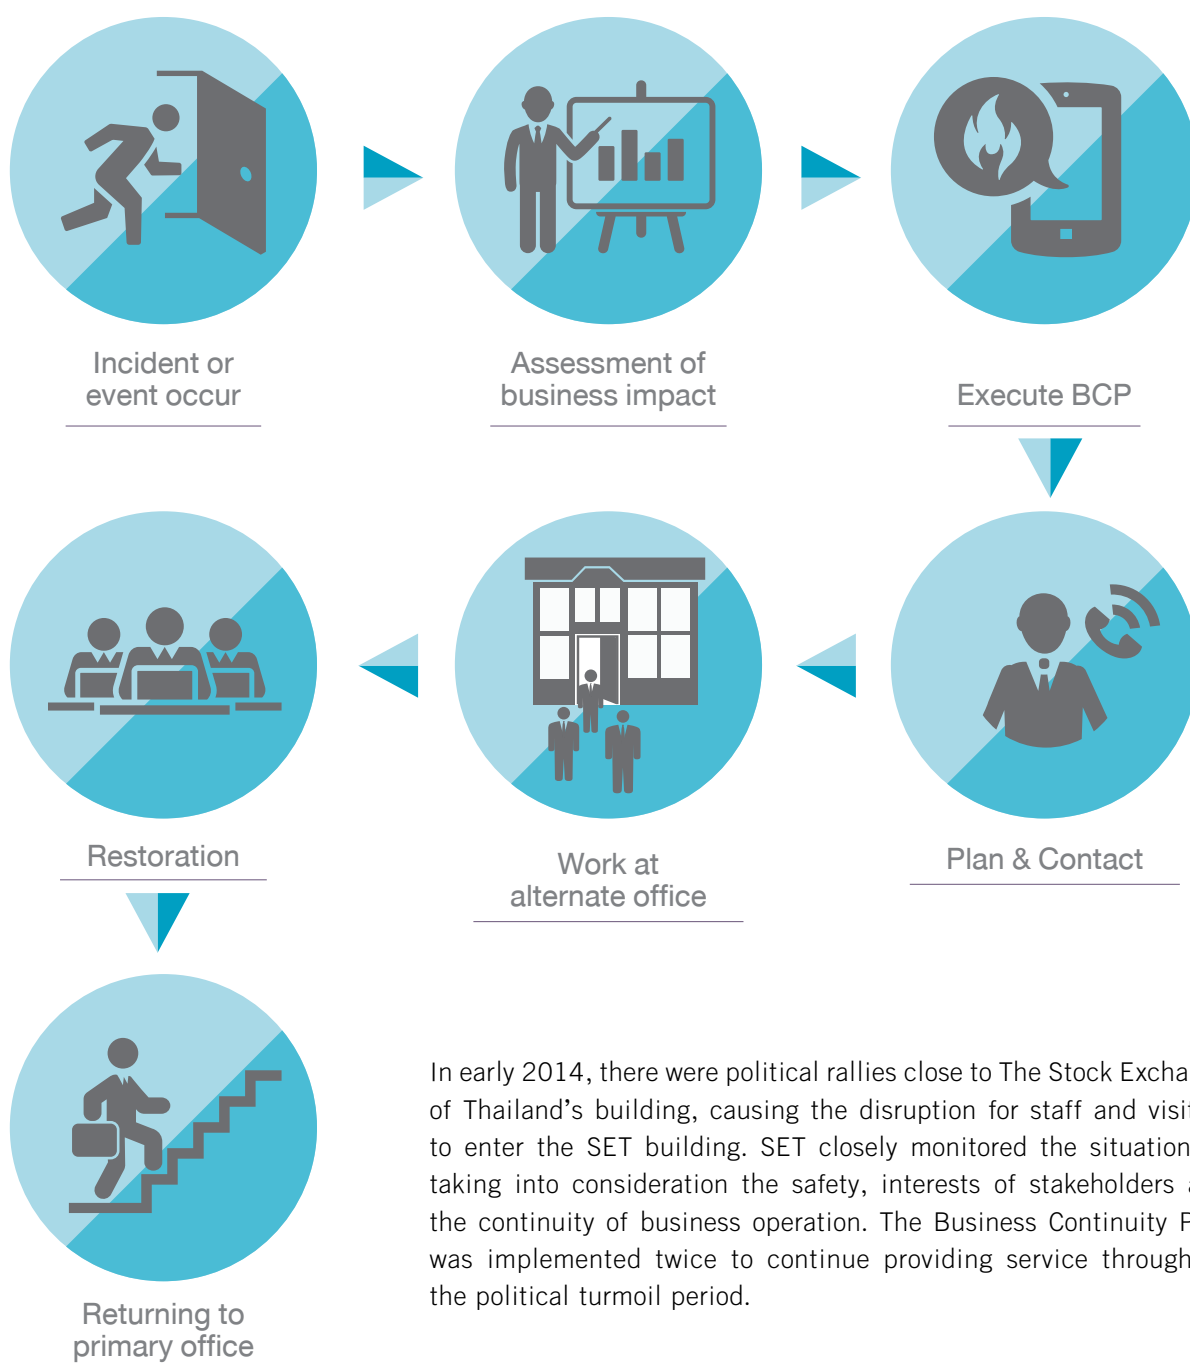 Incident or
event occur
Assessment of
business impact
Execute BCP
Plan & Contact
Work at
alternate office
Restoration
Returning to
primary office
In early 2014, there were political rallies close to The Stock
of Thailand's building, causing the disruption for staff and
to enter the SET building. SET closely monitored the situation
taking into consideration the safety, interests of stakeholders
the continuity of business operation. The Business Continuity
was implemented twice to continue providing service
the political turmoil period.